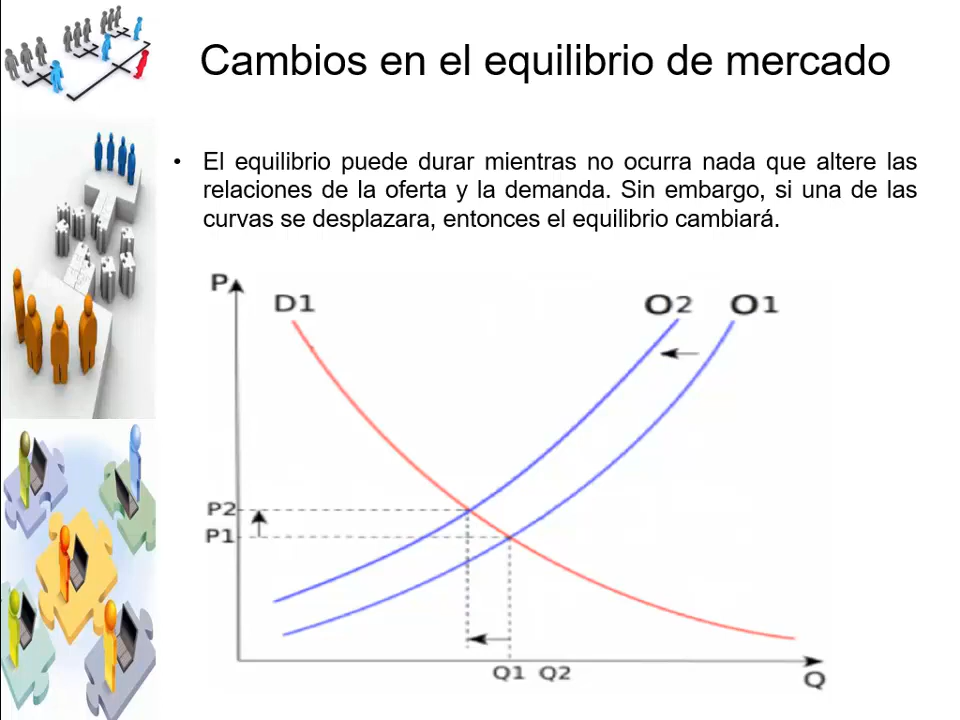 Cambios en el equilibrio de mercado
• El equilibrio puede durar mientras no ocurra nada que altere las
relaciones de la oferta y la demanda. Sin embargo, si una de las
curvas se desplazara, entonces el equilibrio cambiará.
P
D1
O2 O1
P2
P1
Q1 Q2
Q